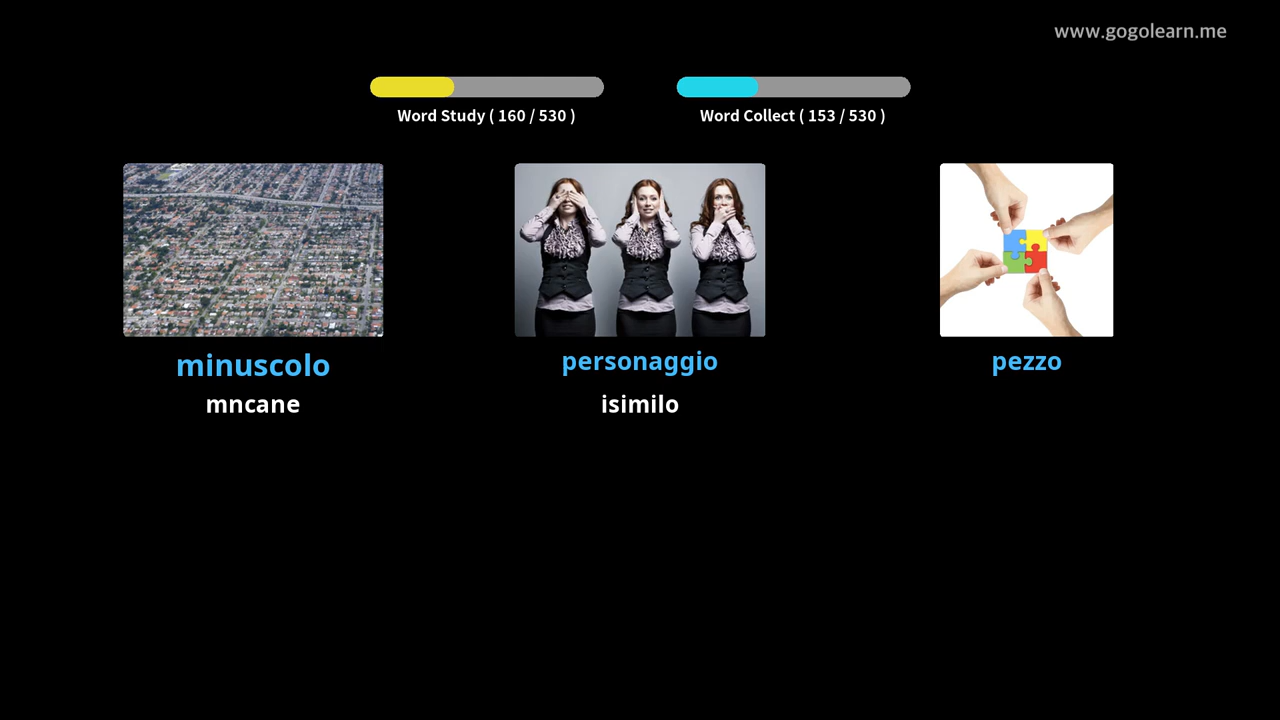 www.gogolearn.me
Word Study ( 160 / 530 )
Word Collect ( 153 / 530 )
minuscolo
mncane
personaggio
isimilo
pezzo